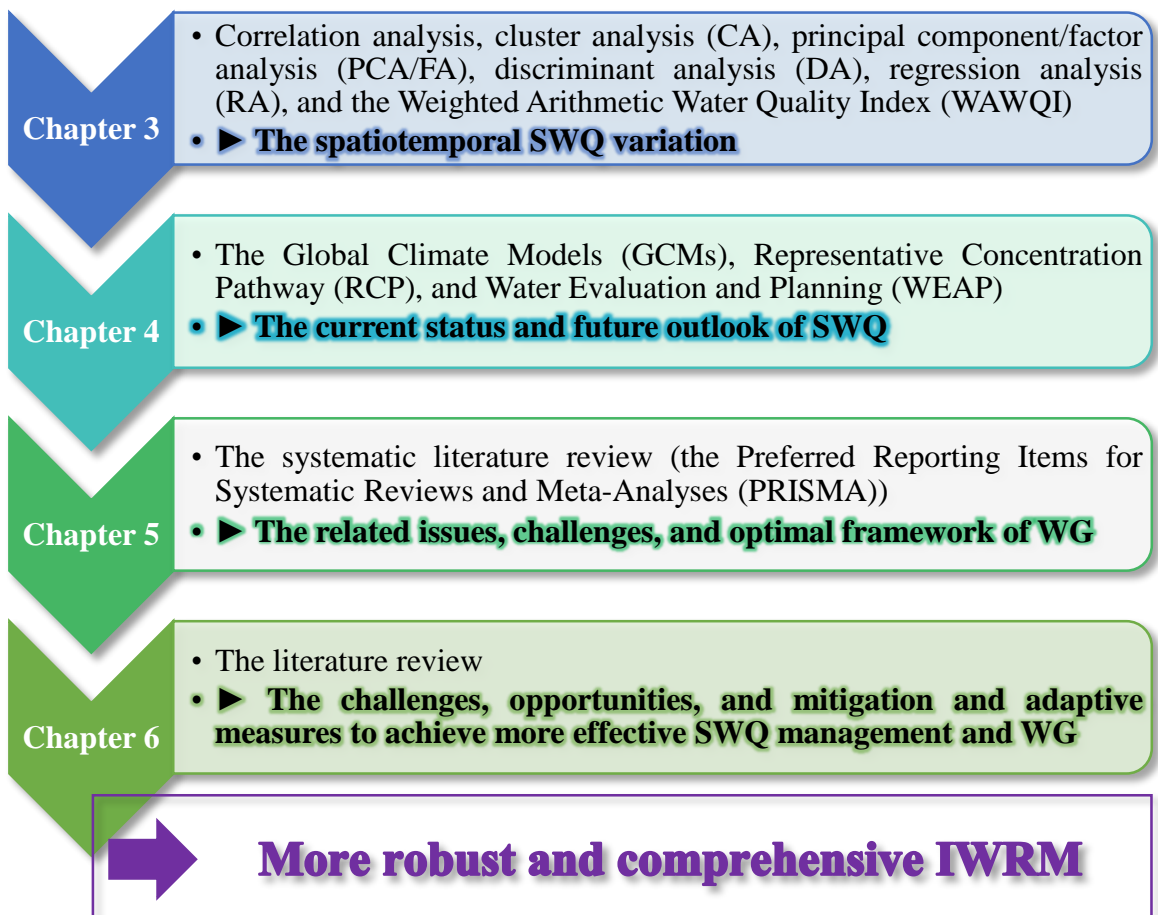 Chapter 3
• Correlation analysis, cluster analysis (CA), principal component/factor
analysis (PCA/FA), discriminant analysis (DA), regression analysis
(RA), and the Weighted Arithmetic Water Quality Index (WAWQI)
• ► The spatiotemporal SWQ variation
Chapter 4
• The Global Climate Models (GCMs), Representative Concentration
Pathway (RCP), and Water Evaluation and Planning (WEAP)
• ► The current status and future outlook of SWQ
Chapter 5
• The systematic literature review (the Preferred Reporting Items for
Systematic Reviews and Meta-Analyses (PRISMA))
• ► The related issues, challenges, and optimal framework of WG
Chapter 6
• The literature review
• ► The challenges, opportunities, and mitigation and adaptive
measures to achieve more effective SWQ management and WG
More robust and comprehensive IWRM